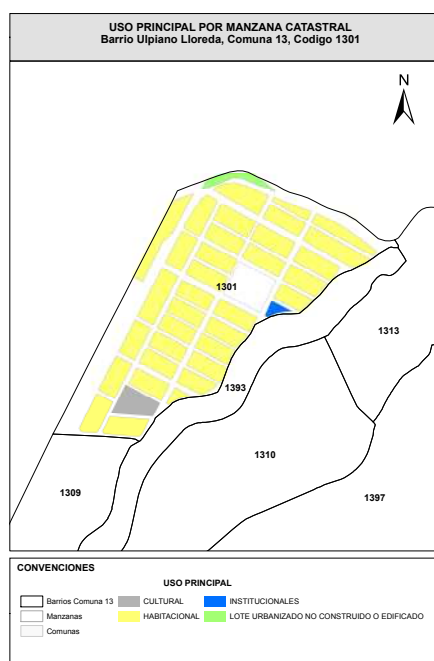 USO PRINCIPAL POR MANZANA CATASTRAL
Barrio Ulpiano Lloreda, Comuna 13, Codigo 1301
N
1301
1313
1393
1310
1309
1397
CONVENCIONES
USO PRINCIPAL
Barrios Comuna 13 CULTURAL INSTITUCIONALES
Manzanas HABITACIONAL LOTE URBANIZADO NO CONSTRUIDO O EDIFICADO
Comunas